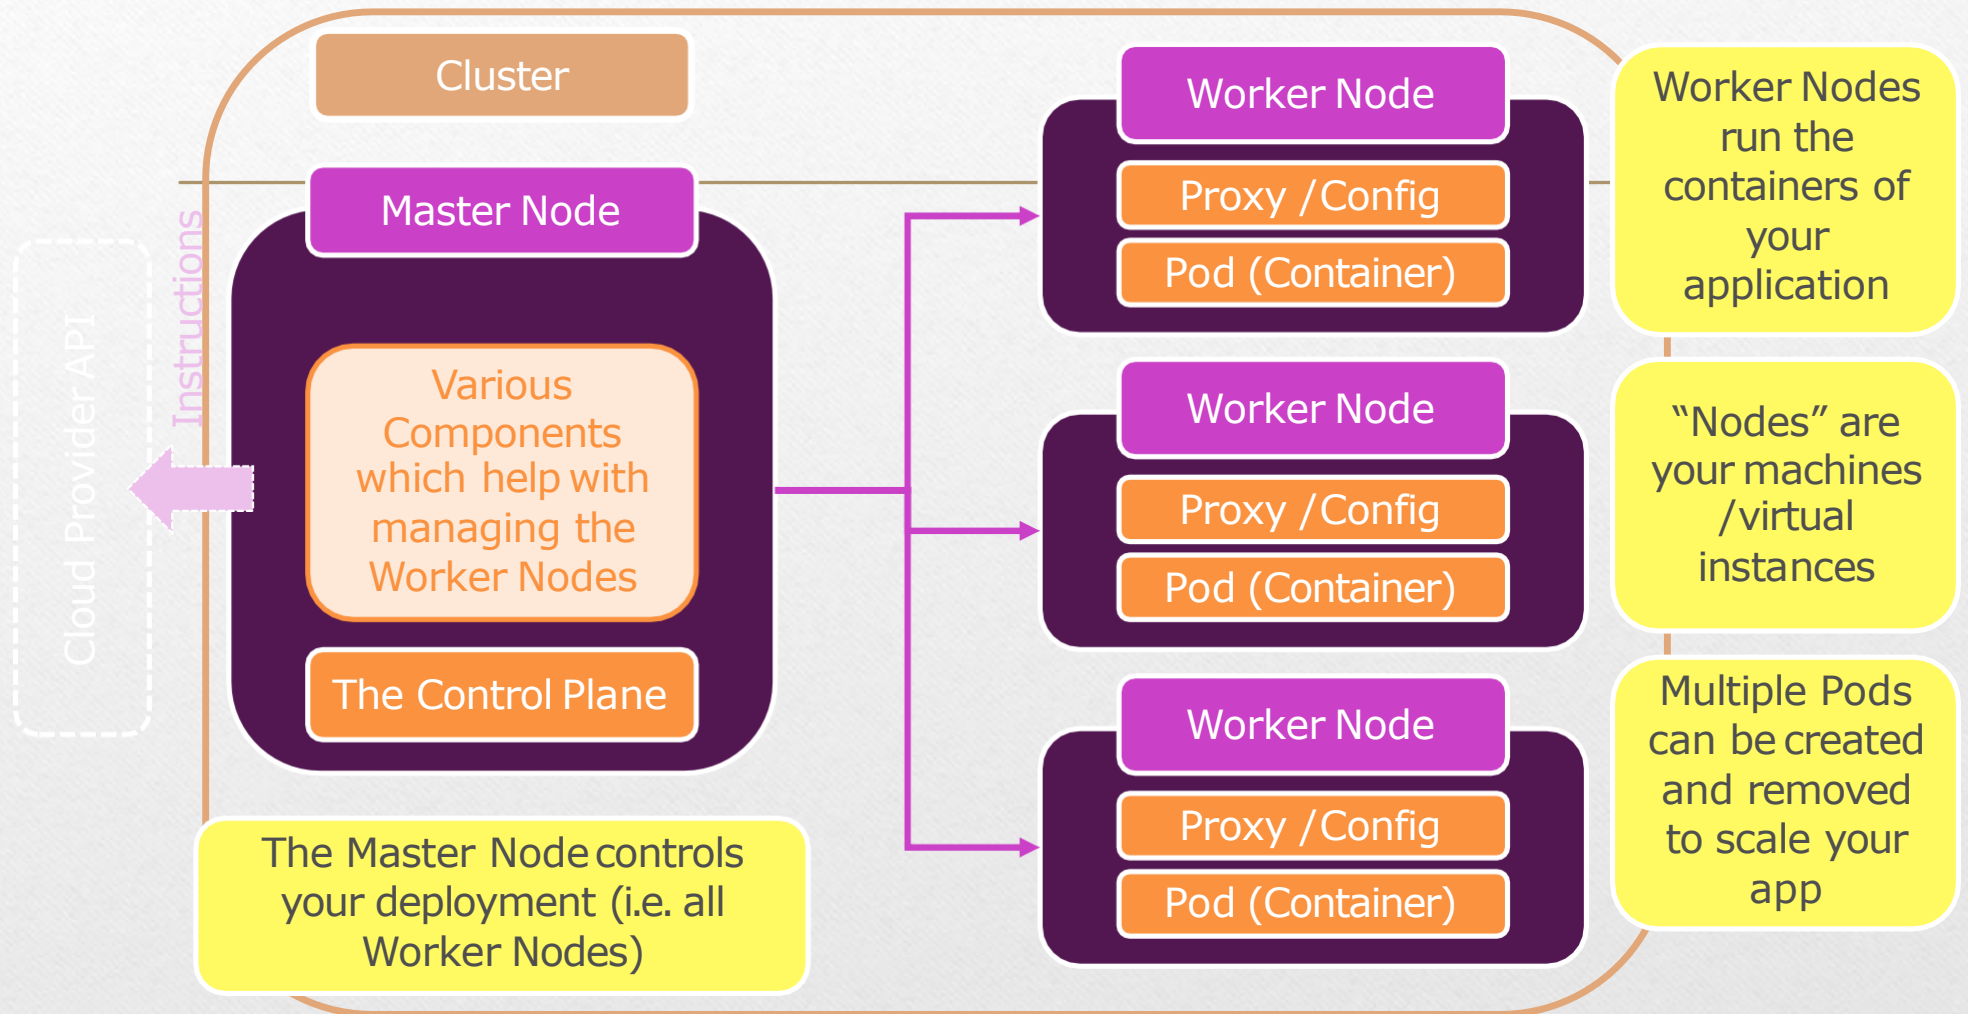 Cluster
Master Node
Instructions
Cloud Provider API
Various
Components
which help with
managing the
Worker Nodes
The Control Plane
The Master Node controls
your deployment (i.e. all
Worker Nodes)
Worker Node
Proxy / Config
Pod (Container)
Worker Node
Proxy / Config
Pod (Container)
Worker Node
Proxy / Config
Pod (Container)
Worker Nodes
run the
containers of
your
application
“Nodes” are
your machines
/ virtual
instances
Multiple Pods
can be created
and removed
to scale your
app